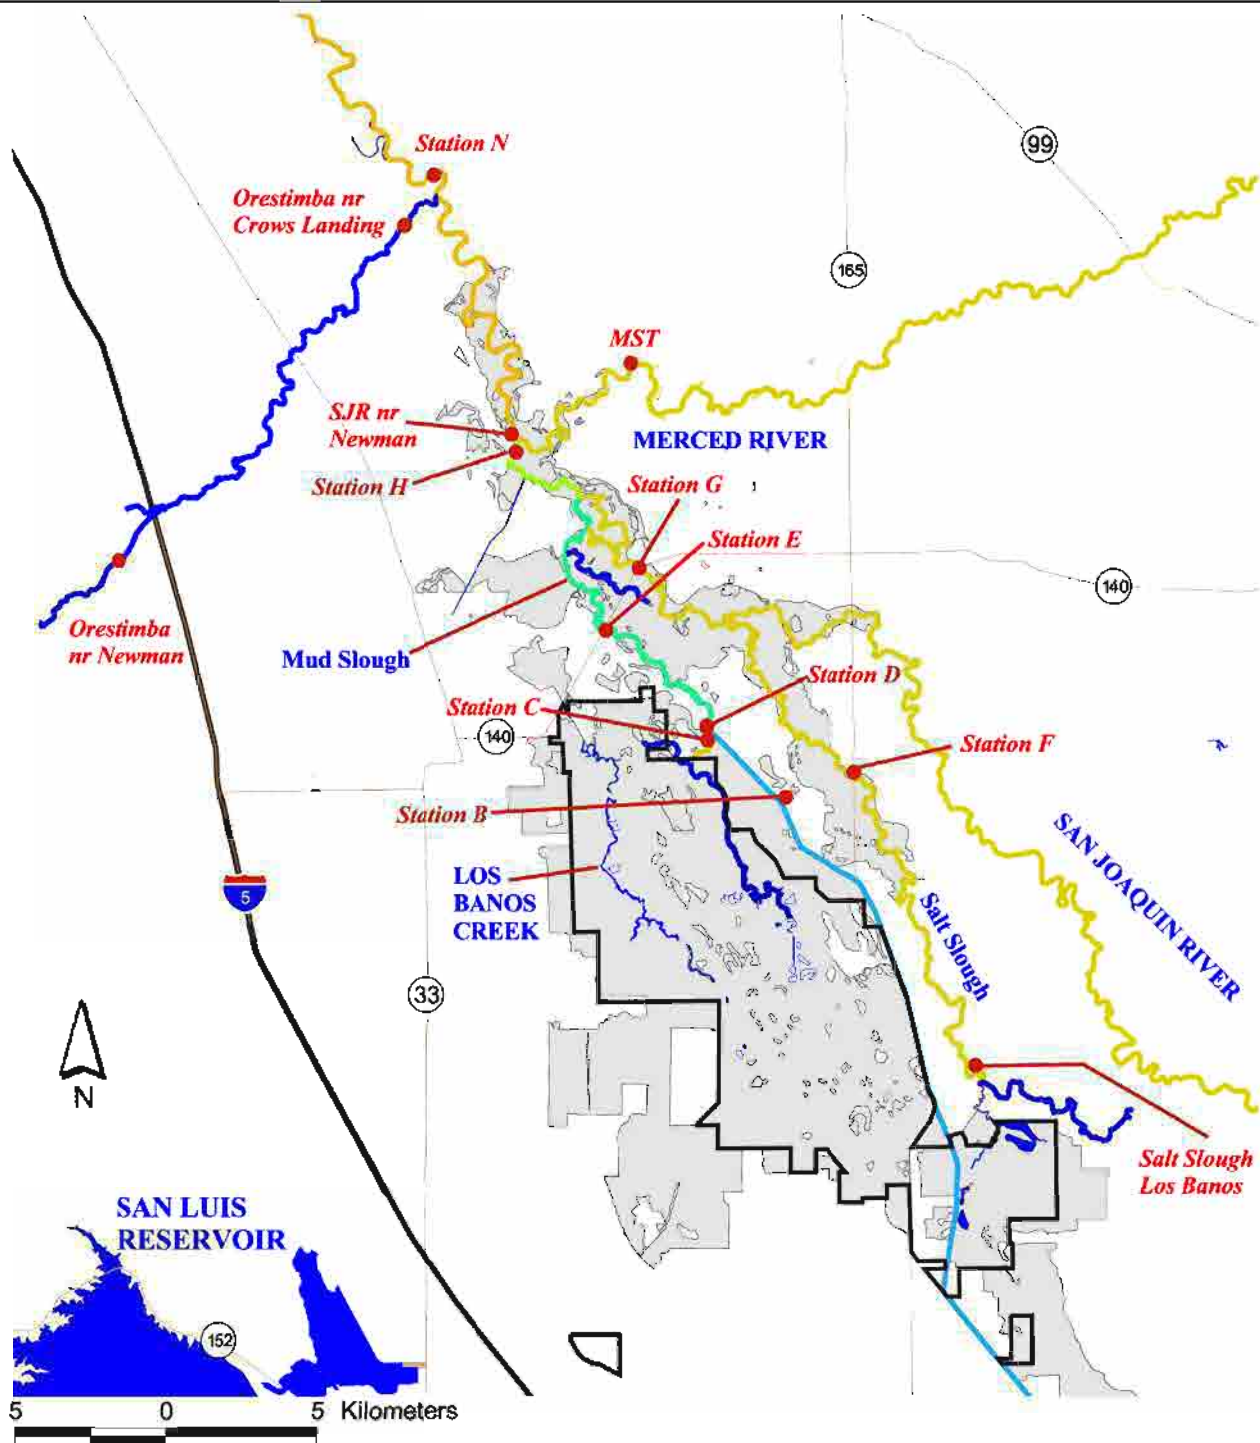 Station N
99
Orestimba nr
Crows Landing
165
MST
SJR nr
Newman
MERCED RIVER
Station H
Station G
Station E
140
Orestimba
nr Newman
Mud Slough
Station D
Station C
140
Station F
Station B
SAN JOAQUIN RIVER
LOS
BANOS
CREEK
5
Salt Slough
33
N
Salt Slough
Los Banos
SAN LUIS
RESERVOIR
152
5 0 5 Kilometers